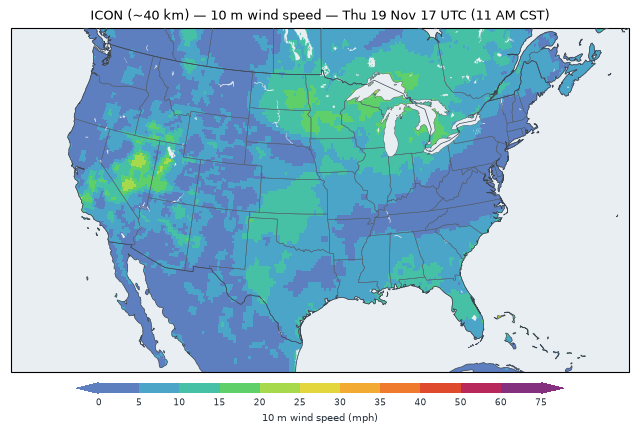 ICON (~40 km) — 10 m wind speed — Thu 19 Nov 17 UTC (11 AM CST)
0 5 10 15 20 25 30 35 40 50 60 75
10 m wind speed (mph)